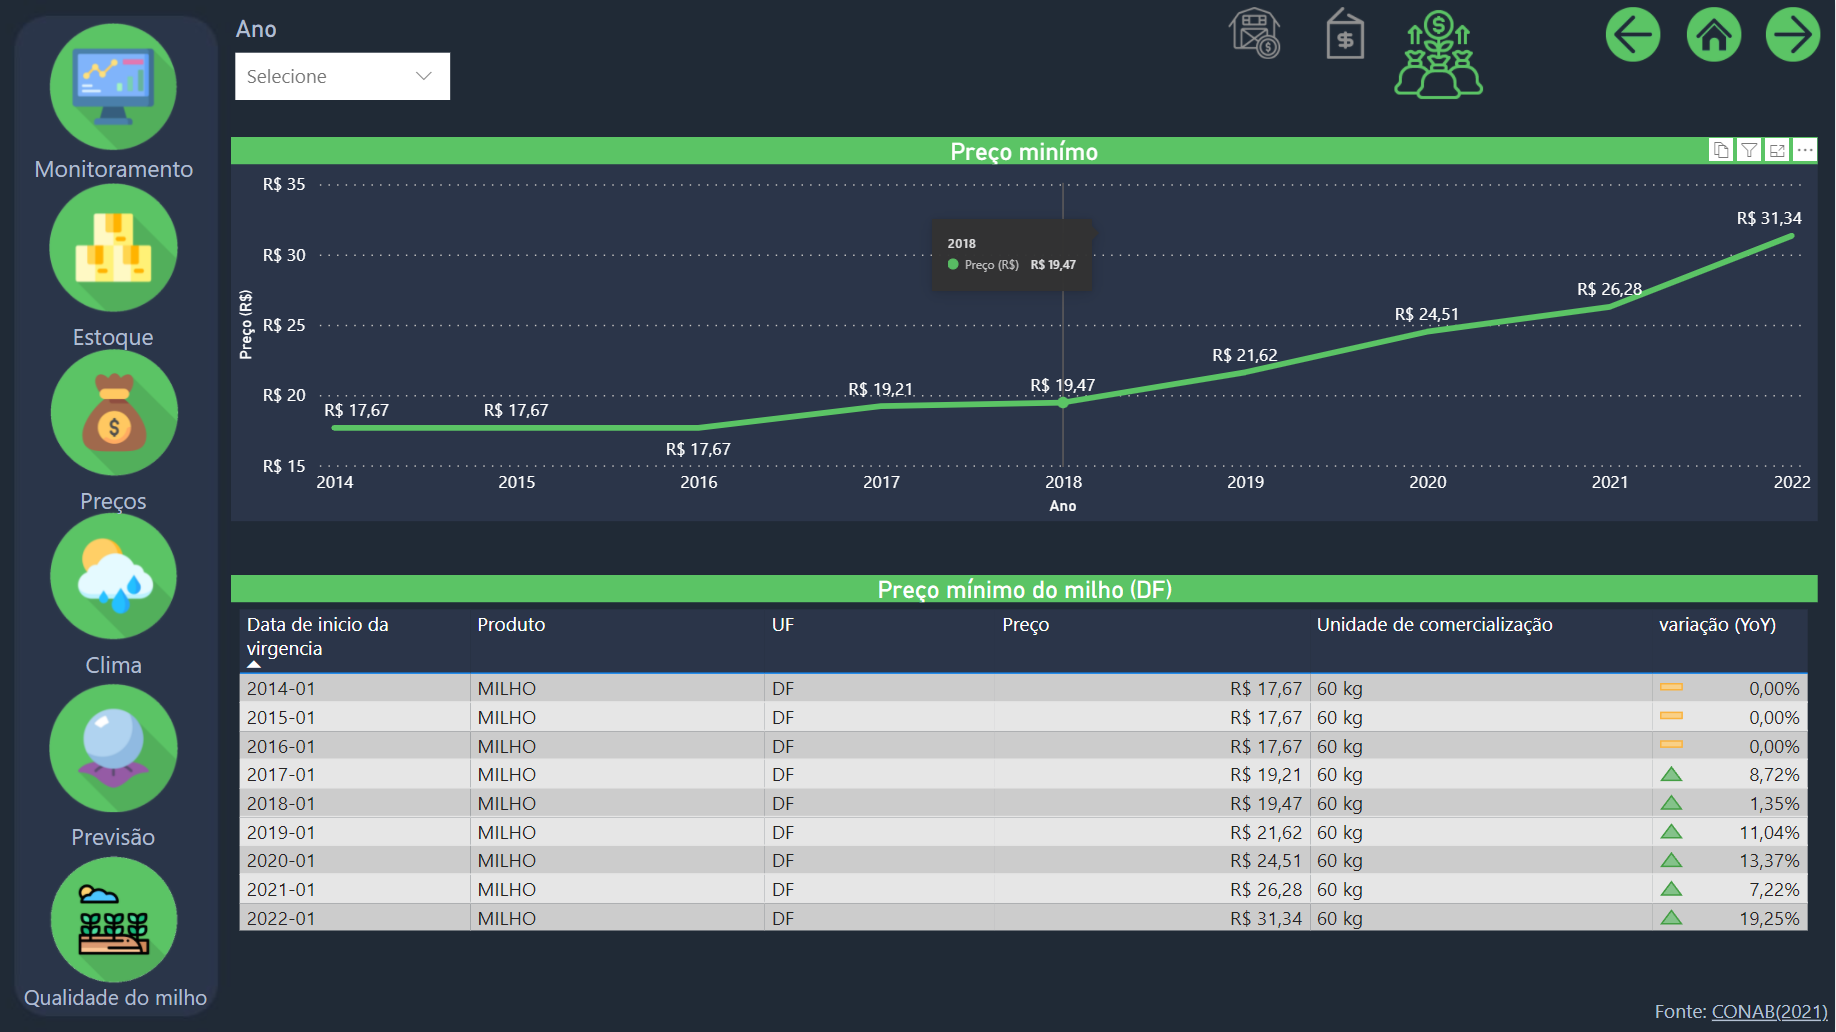 Ano
Selecione
Monitoramento
Estoque
Preços
Clima
Previsão
Qualidade do milho
Preço minímo
R$ 35
R$ 30
R$ 25
R$ 20
R$ 15
Preço (R$)
2018
Preço (R$) R$ 19,47
R$ 17,67
R$ 17,67
R$ 17,67
R$ 19,21
R$ 19,47
R$ 21,62
R$ 24,51
R$ 26,28
R$ 31,34
2014 2015 2016 2017 2018 2019 2020 2021 2022
Ano
Preço mínimo do milho (DF)
Data de inicio da virgencia Produto UF Preço Unidade de comercialização variação (YoY)
2014-01 MILHO DF R$ 17,67 60 kg 0,00%
2015-01 MILHO DF R$ 17,67 60 kg 0,00%
2016-01 MILHO DF R$ 17,67 60 kg 0,00%
2017-01 MILHO DF R$ 19,21 60 kg 8,72%
2018-01 MILHO DF R$ 19,47 60 kg 1,35%
2019-01 MILHO DF R$ 21,62 60 kg 11,04%
2020-01 MILHO DF R$ 24,51 60 kg 13,37%
2021-01 MILHO DF R$ 26,28 60 kg 7,22%
2022-01 MILHO DF R$ 31,34 60 kg 19,25%
Fonte: CONAB(2021)